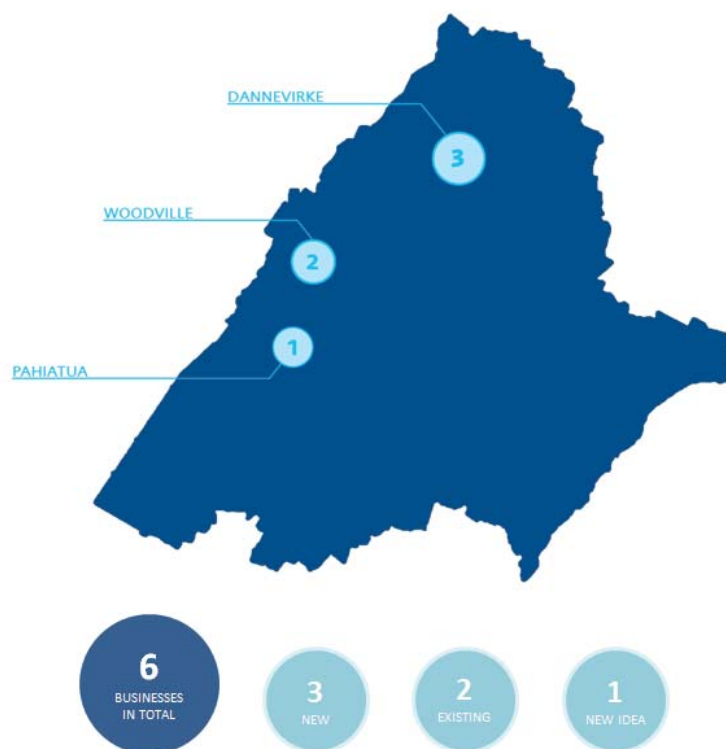 DANNEVIRKE
3
WOODVILLE
2
1
PAHIATUA
6
BUSINESSES
IN TOTAL
3
NEW
2
EXISTING
1
NEW IDEA